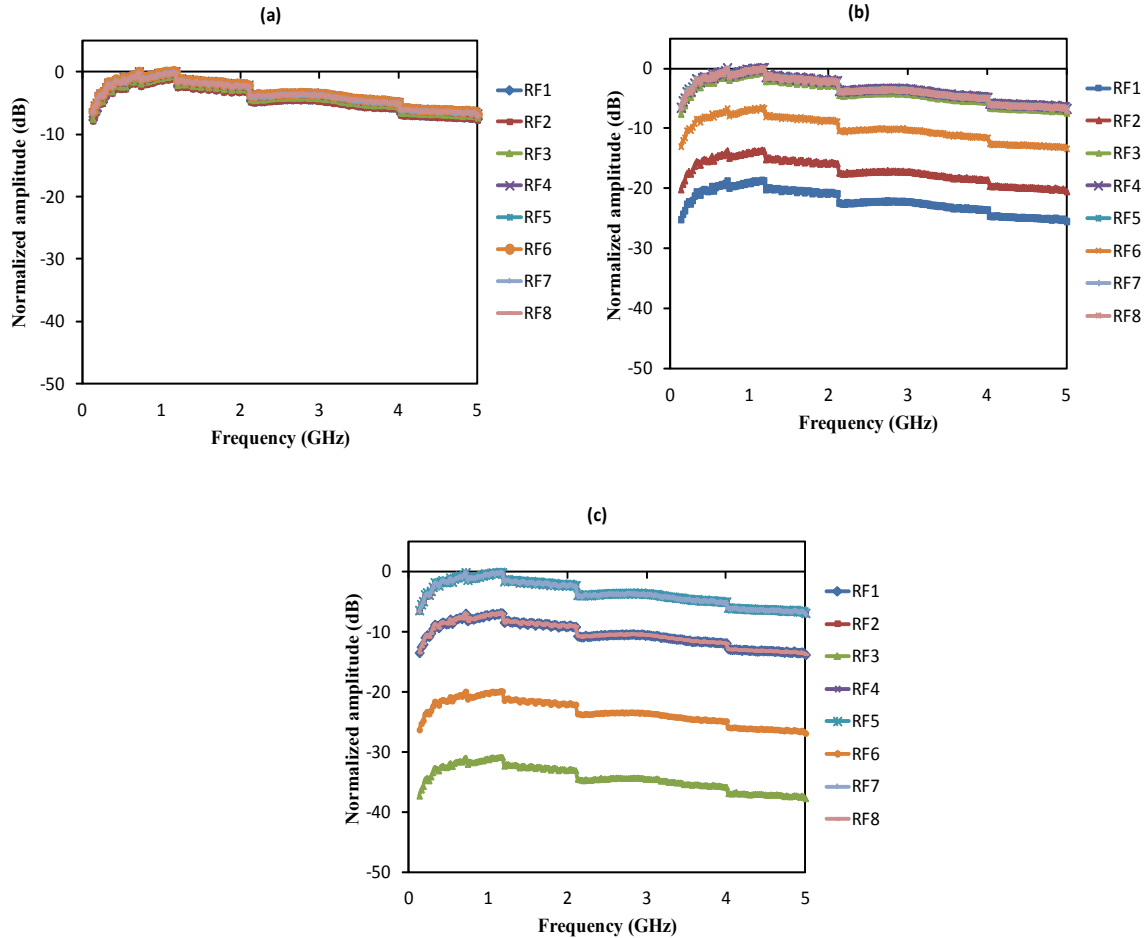 (a)
Normalized amplitude (dB)
0
-10
-20
-30
-40
-50
0 1 2 3 4 5
Frequency (GHz)
RF1
RF2
RF3
RF4
RF5
RF6
RF7
RF8
(b)
Normalized amplitude (dB)
0
-10
-20
-30
-40
-50
0 1 2 3 4 5
Frequency (GHz)
RF1
RF2
RF3
RF4
RF5
RF6
RF7
RF8
(c)
Normalized amplitude (dB)
0
-10
-20
-30
-40
-50
0 1 2 3 4 5
Frequency (GHz)
RF1
RF2
RF3
RF4
RF5
RF6
RF7
RF8